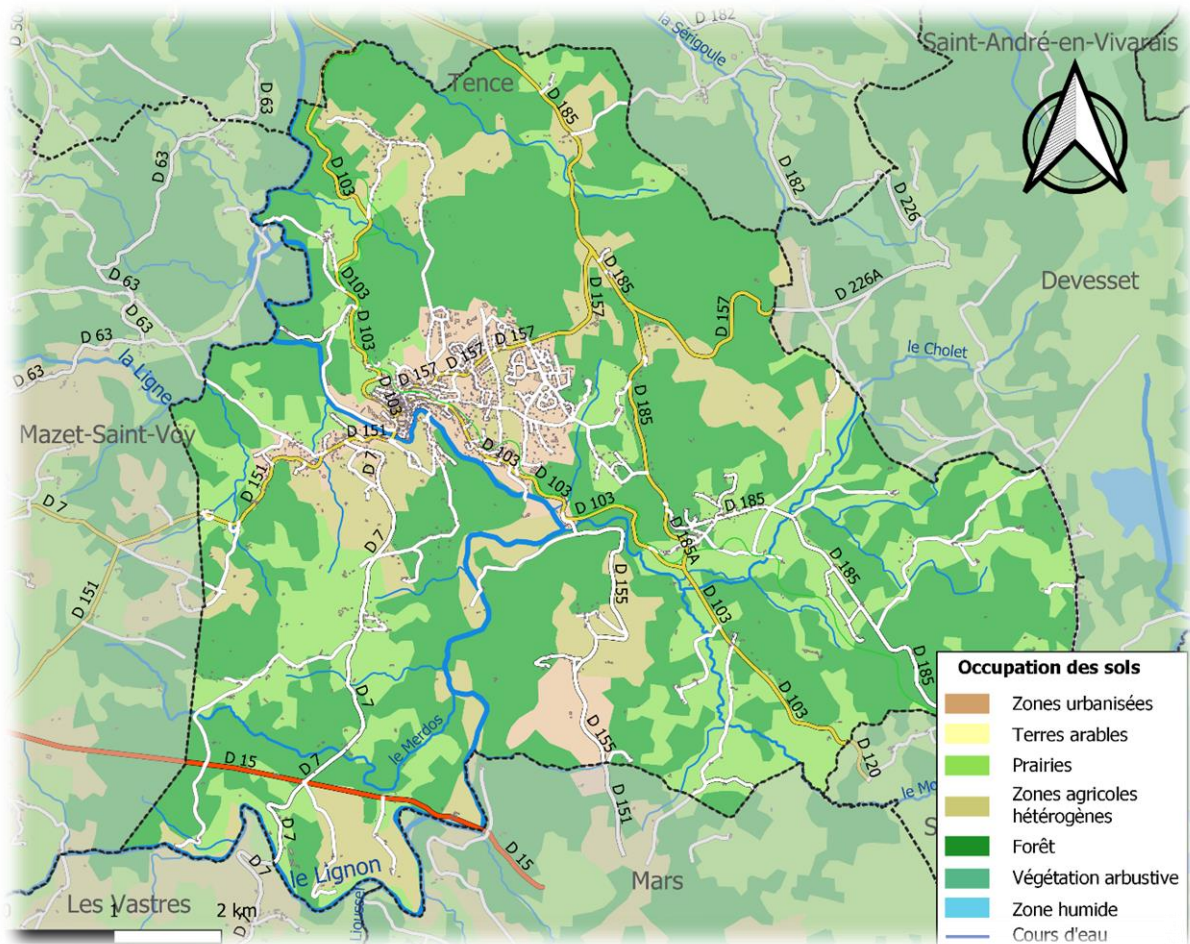 D 500
D 182
la Sérigoule
Saint-André-en-Vivarais
Tence
D 63
D 185
D 63
D 103
D 182
D 226
D 63
D 103
D 185
D 226A
Devesset
D 63
D 103
D 157
D 157
D 63
la Ligne
D 157
D 157
D 157
le Cholet
D 63
D 103
D 185
Mazet-Saint-Voy
D 151
D 7
D 103
D 151
D 103
D 103
D 185
D 7
D 185A
D 7
D 155
D 185
D 151
D 103
D 185
D 7
D 103
le Merdos
D 155
D 15
D 7
D 120
D 151
D 7
D 15
le Lignon
D 7
Mars
Les Vastres
Lioussel
1
2 km
Occupation des sols
Zones urbanisées
Terres arables
Prairies
Zones agricoles
hétérogènes
Forêt
Végétation arbustive
Zone humide
Cours d'eau